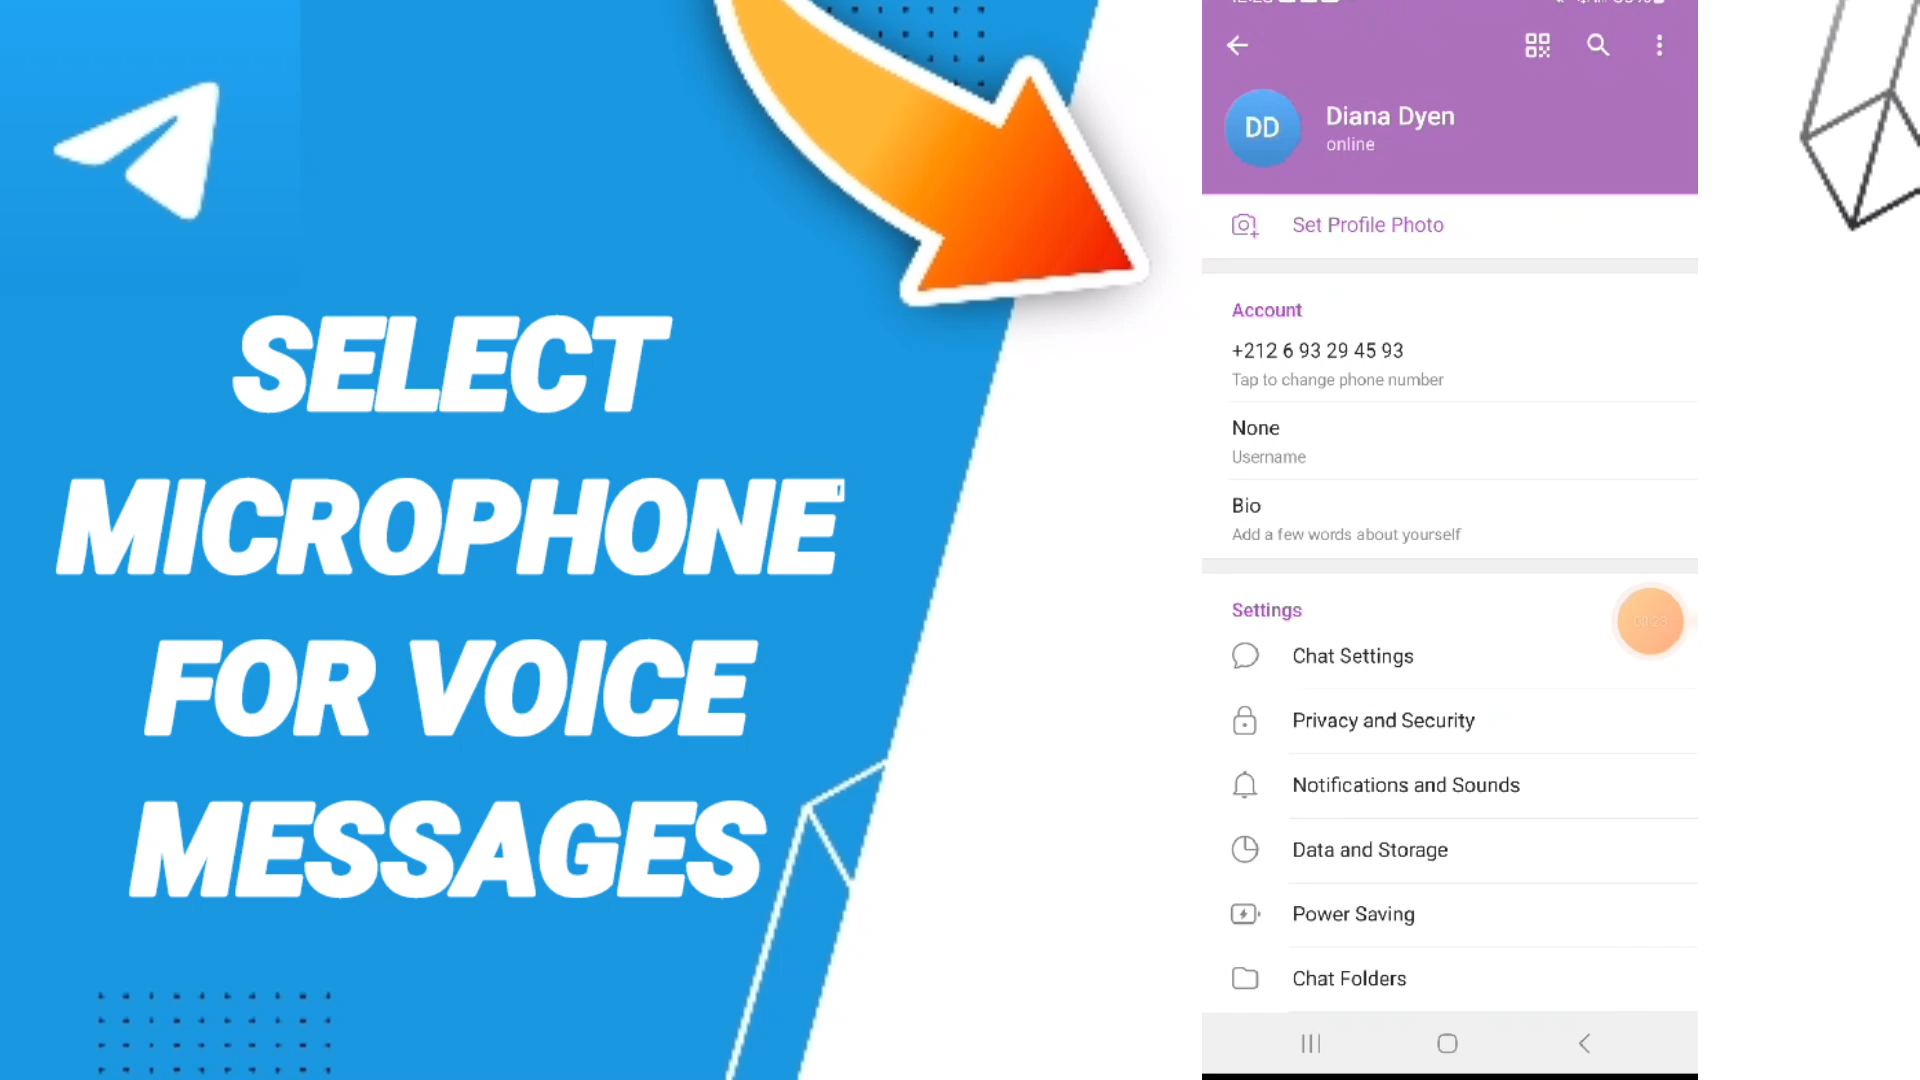 SELECT
MICROPHONE
FOR VOICE
MESSAGES
DD
Diana Dyen
online
Set Profile Photo
Account
+212 6 93 29 45 93
Tap to change phone number
None
Username
Bio
Add a few words about yourself
Settings
00:23
Chat Settings
Privacy and Security
Notifications and Sounds
Data and Storage
Power Saving
Chat Folders